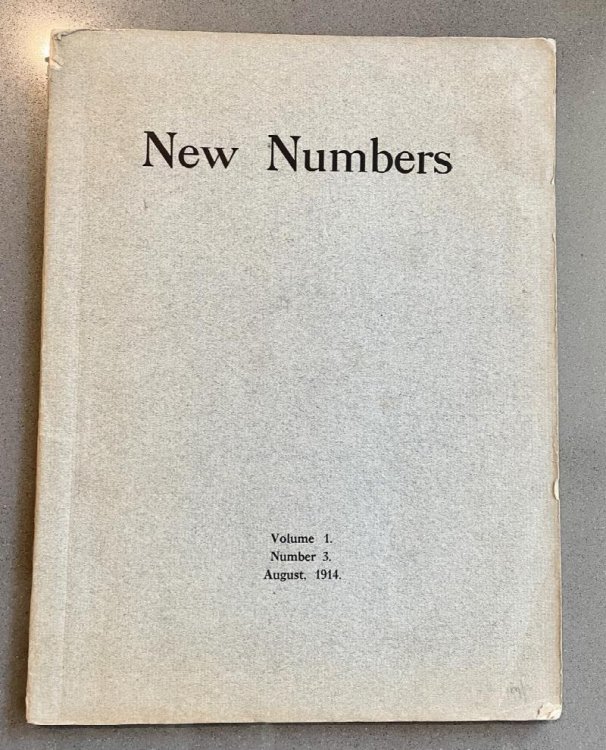 New Numbers
Volume 1.
Number 3.
August, 1914.